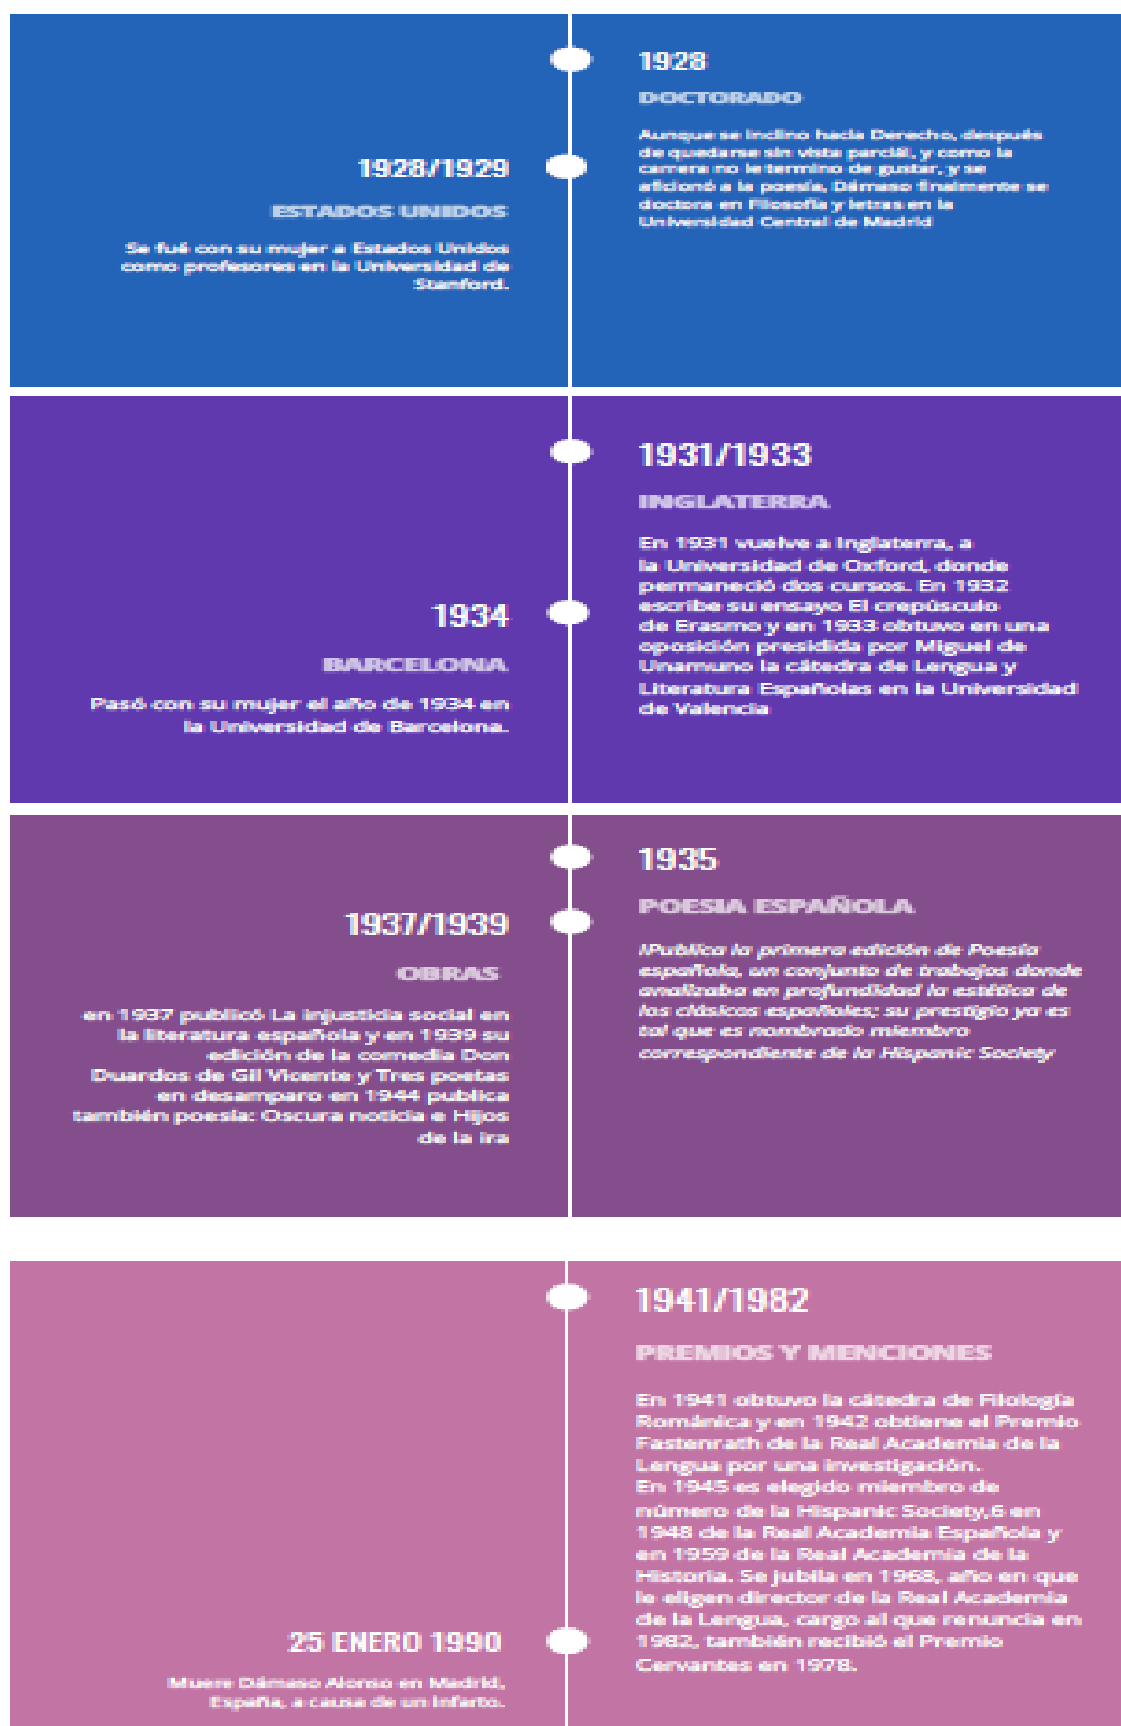 1928
DOCTORADO
Aunque se inclino hacia Derecho, después
de quedarse sin vista parciál, y como la
carrera no le termino de gustar, y se
aficionó a la poesía, Dámaso finalmente se
doctora en Filosofía y letras en la
Universidad Central de Madrid
1928/1929
ESTADOS UNIDOS
Se fué con su mujer a Estados Unidos
como profesores en la Universidad de
Stanford.
1931/1933
INGLATERRA
En 1931 vuelve a Inglaterra, a
la Universidad de Oxford, donde
permaneció dos cursos. En 1932
escribe su ensayo El crepúsculo
de Erasmo y en 1933 obtuvo en una
oposición presidida por Miguel de
Unamuno la cátedra de Lengua y
Literatura Españolas en la Universidad
de Valencia
1934
BARCELONA
Pasó con su mujer el año de 1934 en
la Universidad de Barcelona.
1935
POESIA ESPAÑOLA
lPublica la primera edición de Poesía
española, un conjunto de trabajos donde
analizaba en profundidad la estética de
los clásicos españoles; su prestigio ya es
tal que es nombrado miembro
correspondiente de la Hispanic Society
1937/1939
OBRAS
en 1937 publicó La injusticia social en
la literatura española y en 1939 su
edición de la comedia Don
Duardos de Gil Vicente y Tres poetas
en desamparo en 1944 publica
también poesía: Oscura noticia e Hijos
de la ira
1941/1982
PREMIOS Y MENCIONES
En 1941 obtuvo la cátedra de Filología
Románica y en 1942 obtiene el Premio
Fastenrath de la Real Academia de la
Lengua por una investigación.
En 1945 es elegido miembro de
número de la Hispanic Society,6 en
1948 de la Real Academia Española y
en 1959 de la Real Academia de la
Historia. Se jubila en 1968, año en que
le eligen director de la Real Academia
de la Lengua, cargo al que renuncia en
1982, también recibió el Premio
Cervantes en 1978.
25 ENERO 1990
Muere Dámaso Alonso en Madrid,
España, a causa de un infarto.